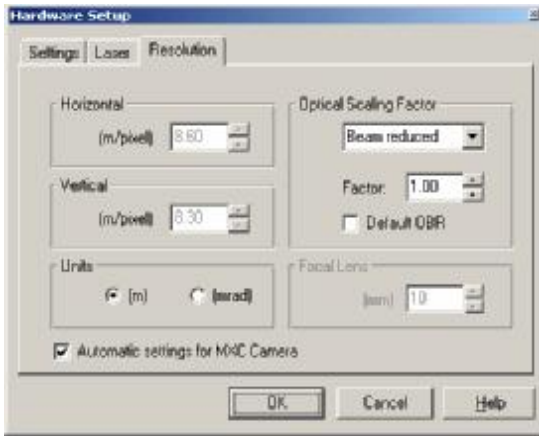 Hardware Setup
Settings Laser Resolution
Horizontal
(m/pixel) 8.60
Vertical
(m/pixel) 8.30
Units
(m) (mrad)
Automatic settings for MXC Camera
Optical Scaling Factor
Beam reduced
Factor: 1.00
Default OBR
Focal Lens
(mm) 10
OK Cancel Help